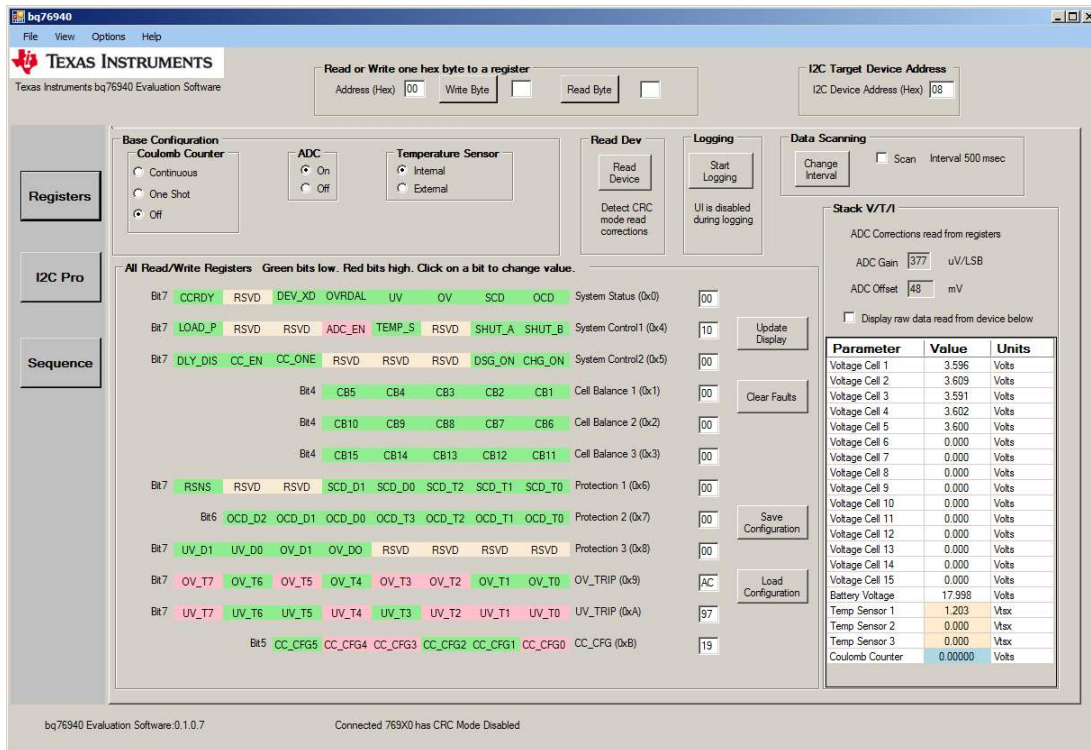 bq76940
File View Options Help
TEXAS INSTRUMENTS
Texas Instruments bq76940 Evaluation Software
Read or Write one hex byte to a register
Address (Hex) 00 Write Byte Read Byte
I2C Target Device Address
I2C Device Address (Hex) 08
Registers
I2C Pro
Sequence
Base Configuration
Coulomb Counter
Continuous
One Shot
Off
ADC
On
Off
Temperature Sensor
Internal
External
Read Dev
Read Device
Detect CRC
mode read
corrections
Logging
Start Logging
UI is disabled
during logging
Data Scanning
Change Interval
Scan Interval 500 msec
All Read/Write Registers Green bits low. Red bits high. Click on a bit to change value.
Bit7 CCRDY RSVD DEV_XD OVRDAL UV OV SCD OCD System Status (0x0) 00
Bit7 LOAD_P RSVD RSVD ADC_EN TEMP_S RSVD SHUT_A SHUT_B System Control1 (0x4) 10
Bit7 DLY_DIS CC_EN CC_ONE RSVD RSVD RSVD DSG_ON CHG_ON System Control2 (0x5) 00
Bit4 CB5 CB4 CB3 CB2 CB1 Cell Balance 1 (0x1) 00
Bit4 CB10 CB9 CB8 CB7 CB6 Cell Balance 2 (0x2) 00
Bit4 CB15 CB14 CB13 CB12 CB11 Cell Balance 3 (0x3) 00
Bit7 RSNS RSVD RSVD SCD_D1 SCD_D0 SCD_T2 SCD_T1 SCD_T0 Protection 1 (0x6) 00
Bit6 OCD_D2 OCD_D1 OCD_D0 OCD_T3 OCD_T2 OCD_T1 OCD_T0 Protection 2 (0x7) 00
Bit7 UV_D1 UV_D0 OV_D1 OV_DO RSVD RSVD RSVD RSVD Protection 3 (0x8) 00
Bit7 OV_T7 OV_T6 OV_T5 OV_T4 OV_T3 OV_T2 OV_T1 OV_T0 OV_TRIP (0x9) AC
Bit7 UV_T7 UV_T6 UV_T5 UV_T4 UV_T3 UV_T2 UV_T1 UV_T0 UV_TRIP (0xA) 97
Bit5 CC_CFG5 CC_CFG4 CC_CFG3 CC_CFG2 CC_CFG1 CC_CFG0 CC_CFG (0xB) 19
Update Display
Clear Faults
Save Configuration
Load Configuration
Stack V/T/I
ADC Corrections read from registers
ADC Gain 377 uV/LSB
ADC Offset 48 mV
Display raw data read from device below
Parameter Value Units
Voltage Cell 1 3.596 Volts
Voltage Cell 2 3.609 Volts
Voltage Cell 3 3.591 Volts
Voltage Cell 4 3.602 Volts
Voltage Cell 5 3.600 Volts
Voltage Cell 6 0.000 Volts
Voltage Cell 7 0.000 Volts
Voltage Cell 8 0.000 Volts
Voltage Cell 9 0.000 Volts
Voltage Cell 10 0.000 Volts
Voltage Cell 11 0.000 Volts
Voltage Cell 12 0.000 Volts
Voltage Cell 13 0.000 Volts
Voltage Cell 14 0.000 Volts
Voltage Cell 15 0.000 Volts
Battery Voltage 17.998 Volts
Temp Sensor 1 1.203 Vtsx
Temp Sensor 2 0.000 Vtsx
Temp Sensor 3 0.000 Vtsx
Coulomb Counter 0.00000 Volts
bq76940 Evaluation Software:0.1.0.7 Connected 769X0 has CRC Mode Disabled